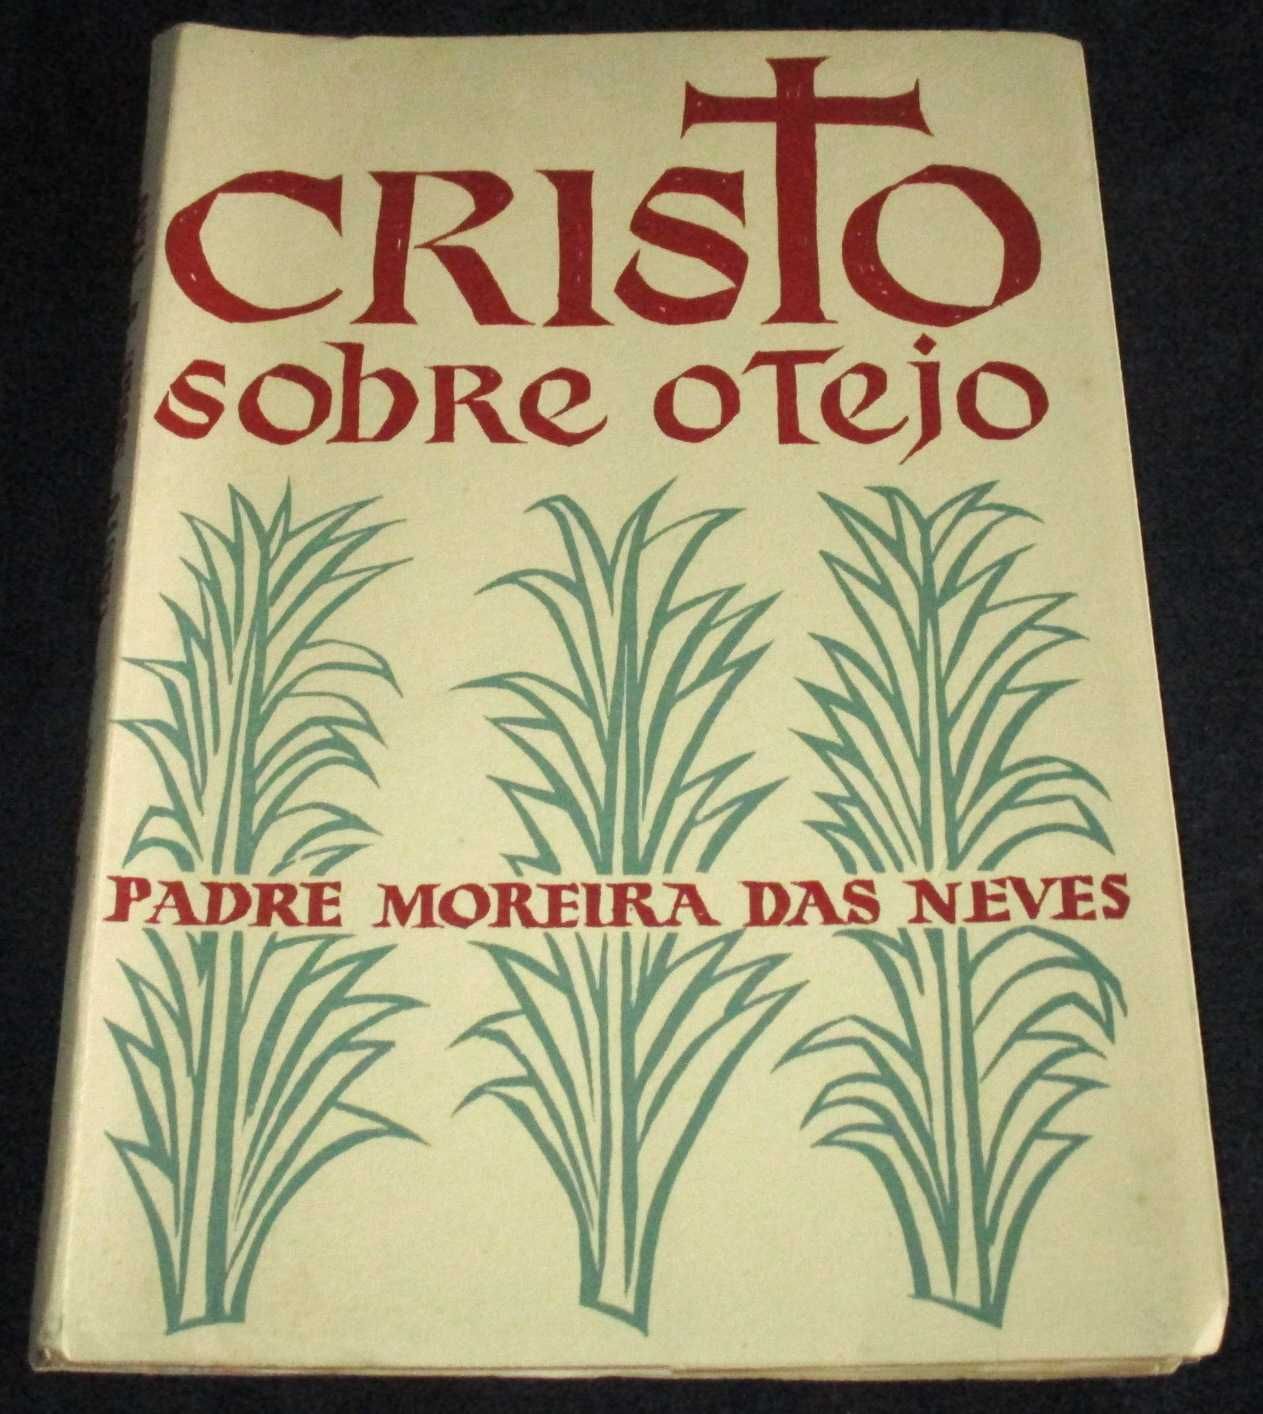 CRISTO
sobre o Tejo
PADRE MOREIRA DAS NEVES